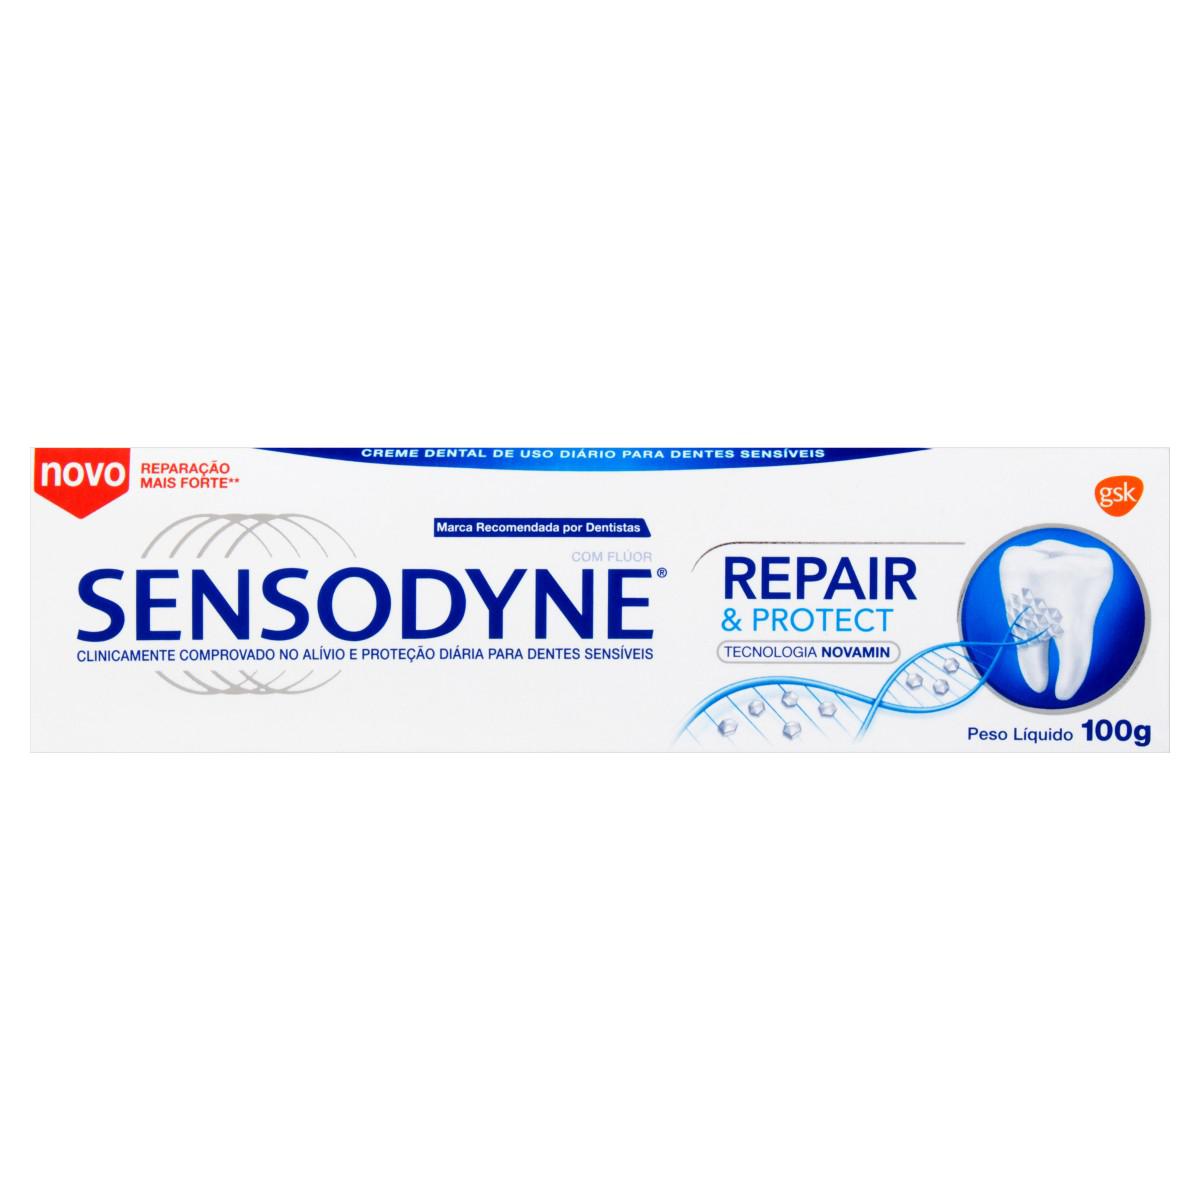 CREME DENTAL DE USO DIÁRIO PARA DENTES SENSÍVEIS
novo
REPARAÇÃO
MAIS FORTE**
gsk
Marca Recomendada por Dentistas
COM FLÚOR
SENSODYNE®
CLINICAMENTE COMPROVADO NO ALÍVIO E PROTEÇÃO DIÁRIA PARA DENTES SENSÍVEIS
REPAIR
& PROTECT
TECNOLOGIA NOVAMIN
Peso Líquido 100g